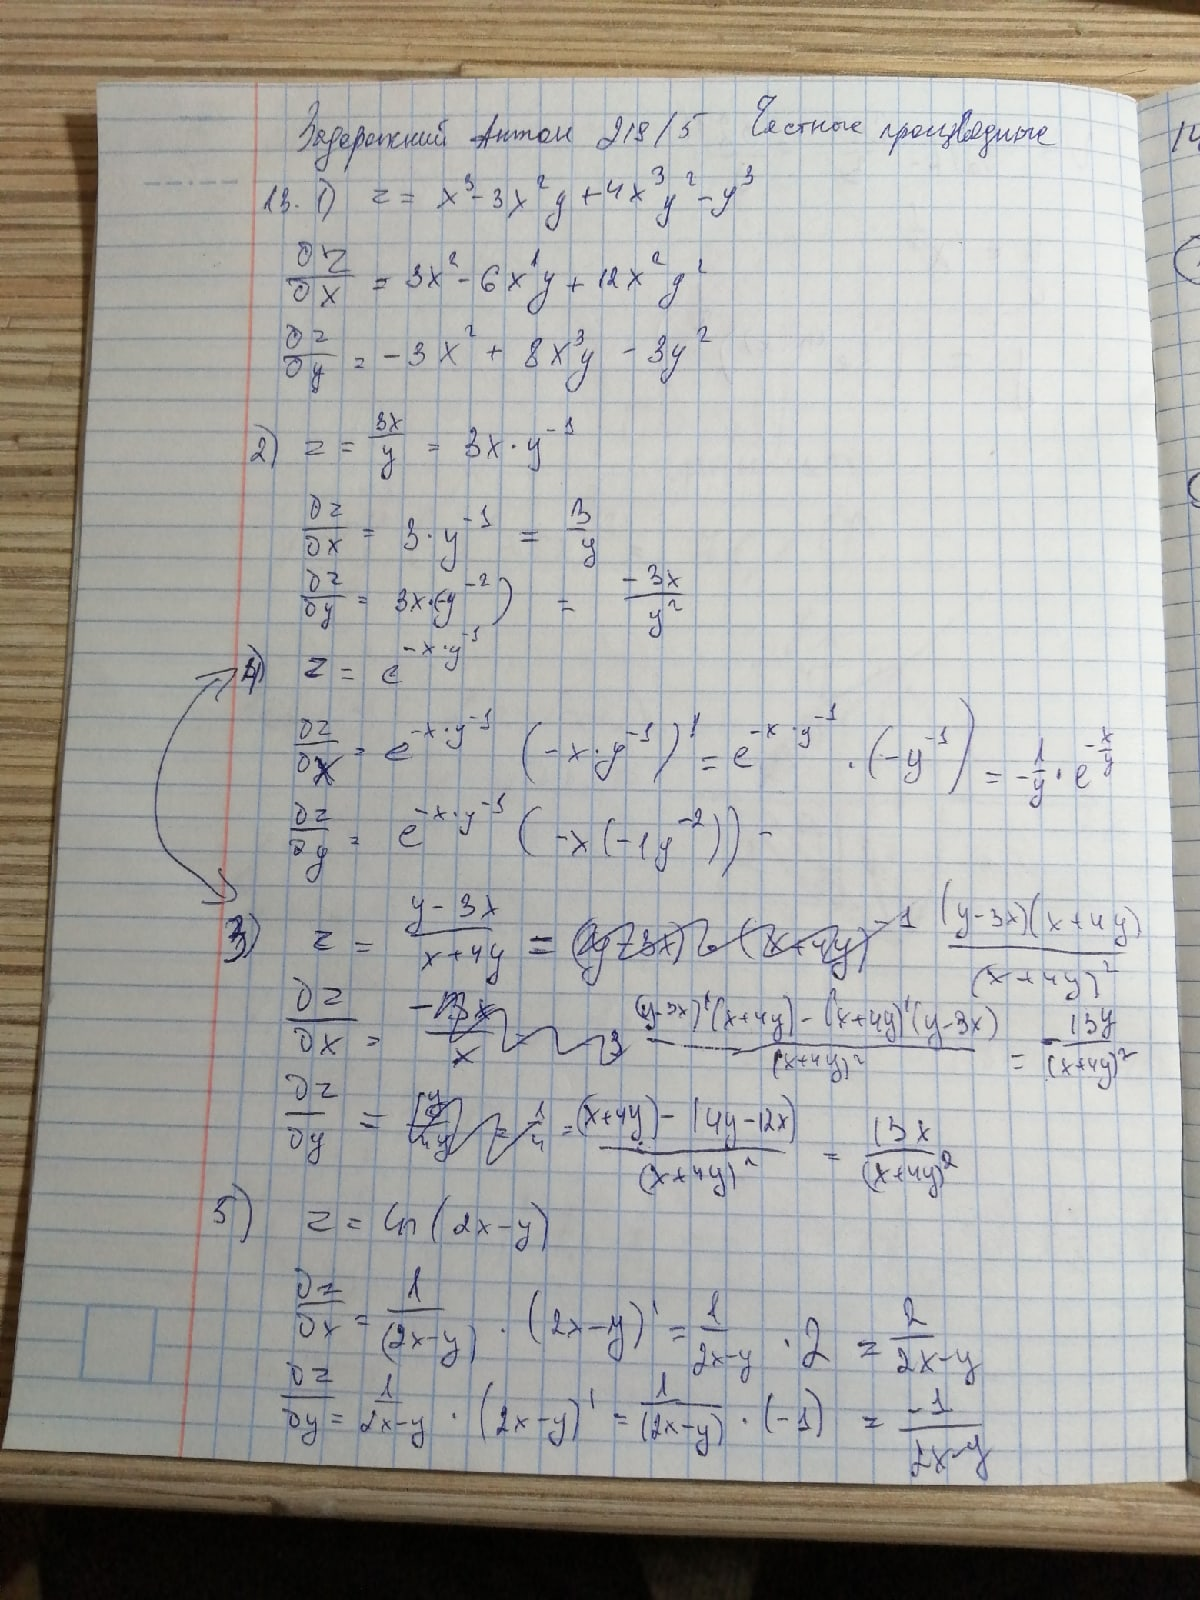 Задорожний Антон 219/5 Частные производные
13. 1) z = x³ - 3x²y + 4x³y² - y³
∂z/∂x = 3x² - 6x¹y + 12x²y²
∂z/∂y = -3x² + 8x³y - 3y²
2) z = 3x/y = 3x · y⁻¹
∂z/∂x = 3 · y⁻¹ = 3/y
∂z/∂y = 3x·(-y⁻²) = -3x/y²
4) z = e^(-x·y⁻¹)
∂z/∂x = e^(-x·y⁻¹) (-x·y⁻¹)' = e^(-x·y⁻¹) · (-y⁻¹) = -1/y · e^(-x/y)
∂z/∂y = e^(-x·y⁻¹) (-x(-1y⁻²)) -
3) z = (y-3x)/(x+4y) = (y-3x)(x+4y)/(x+4y)²
∂z/∂x = ((y-3x)'(x+4y) - (x+4y)'(y-3x))/(x+4y)² = -13y/(x+4y)²
∂z/∂y = ((x+4y) - (4y-12x))/(x+4y)² = 13x/(x+4y)²
5) z = ln(2x-y)
∂z/∂x = 1/(2x-y) · (2x-y)' = 1/(2x-y) · 2 = 2/(2x-y)
∂z/∂y = 1/(2x-y) · (2x-y)' = 1/(2x-y) · (-1) = -1/(2x-y)